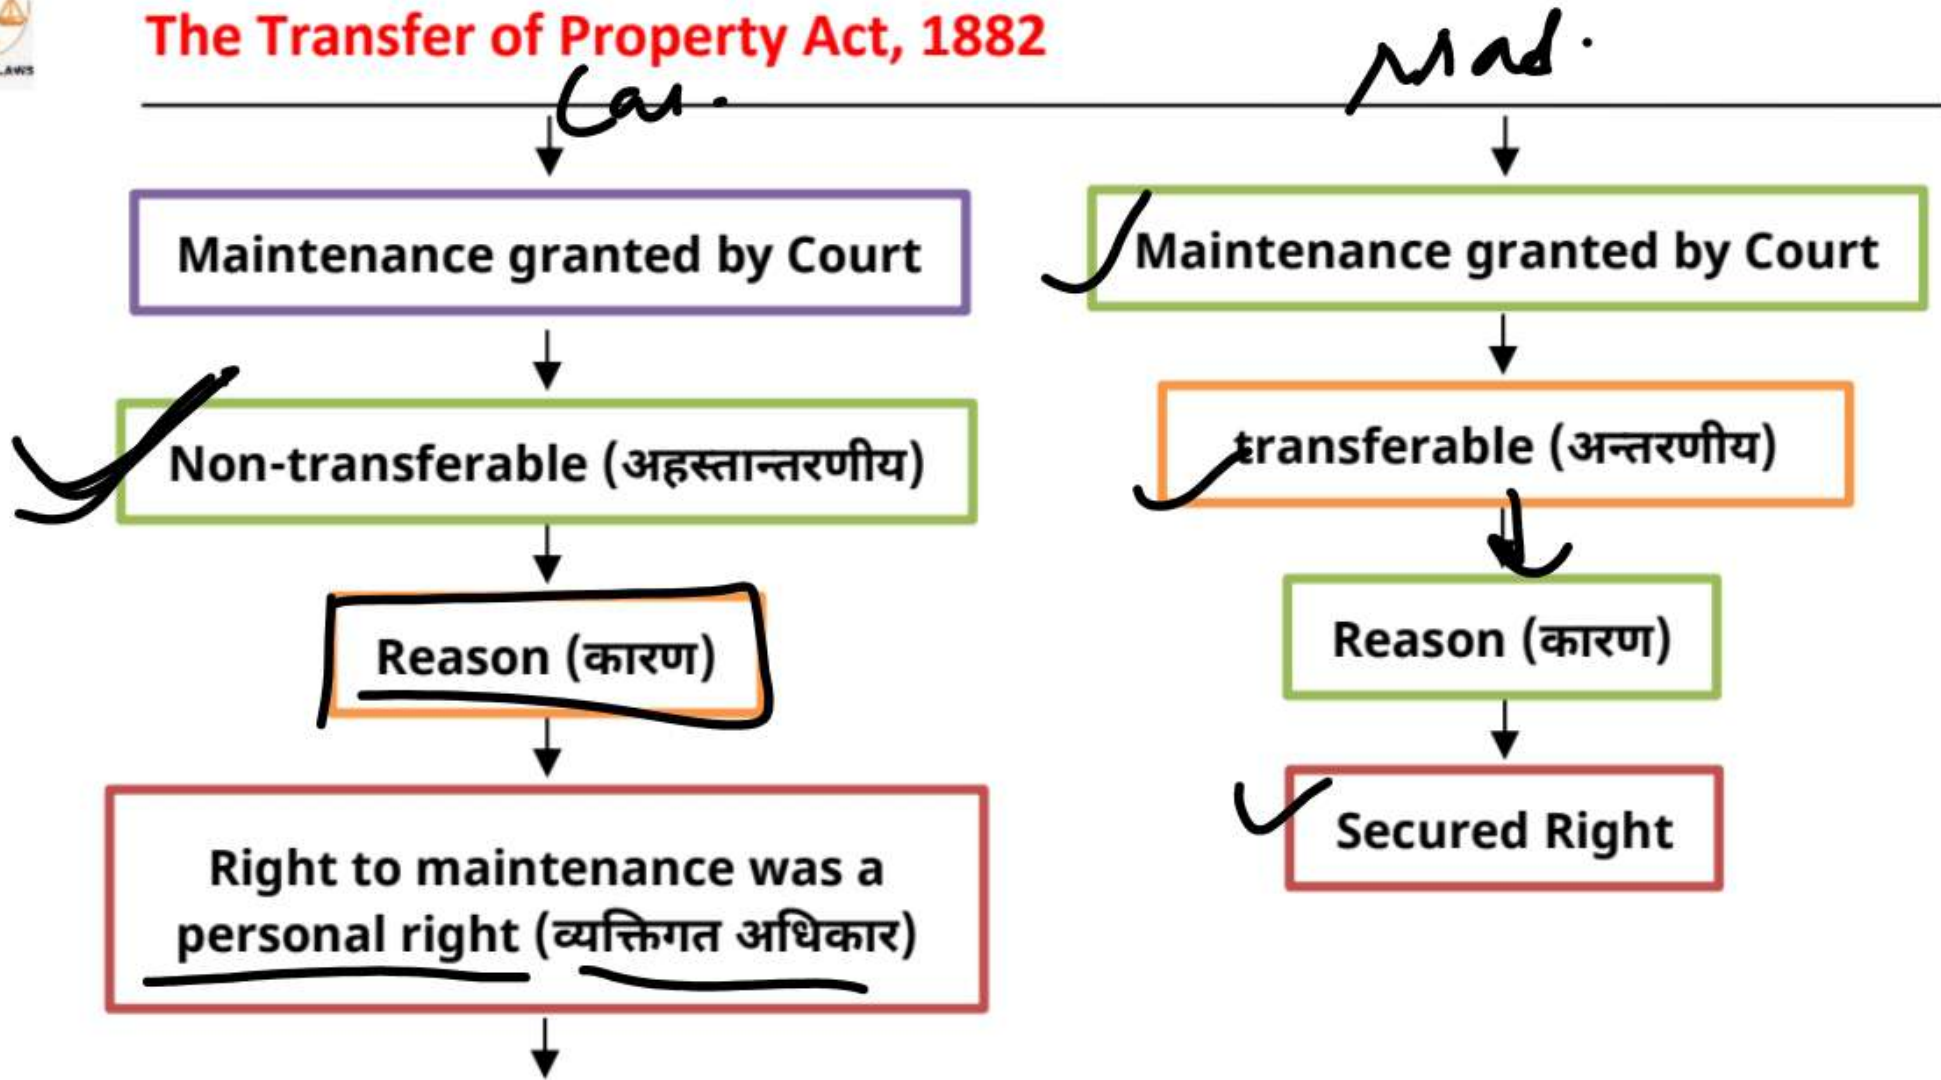 The Transfer of Property Act, 1882
LAWS
Cal.
Mad.
Maintenance granted by Court
Non-transferable (अहस्तान्तरणीय)
Reason (कारण)
Right to maintenance was a
personal right (व्यक्तिगत अधिकार)
Maintenance granted by Court
transferable (अन्तरणीय)
Reason (कारण)
Secured Right